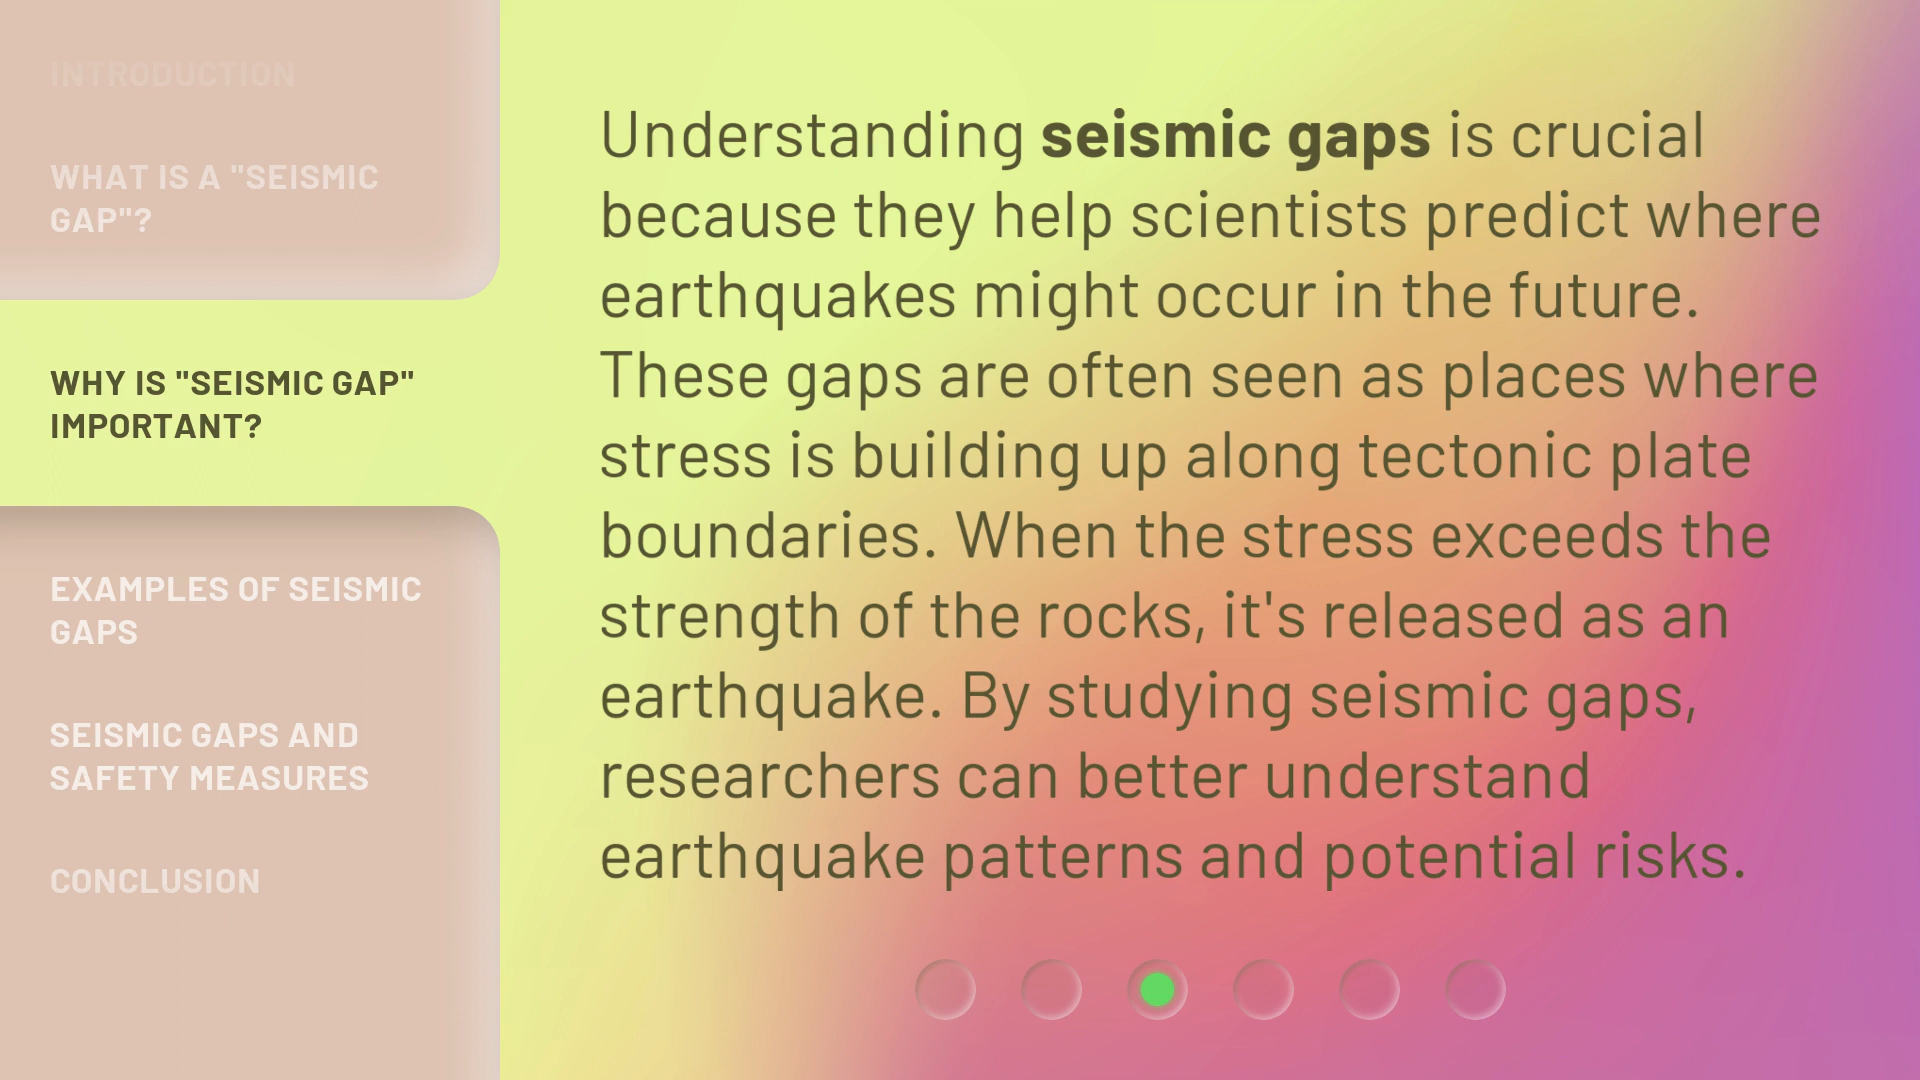 INTRODUCTION
WHAT IS A "SEISMIC
GAP"?
WHY IS "SEISMIC GAP"
IMPORTANT?
EXAMPLES OF SEISMIC
GAPS
SEISMIC GAPS AND
SAFETY MEASURES
CONCLUSION
Understanding seismic gaps is crucial
because they help scientists predict where
earthquakes might occur in the future.
These gaps are often seen as places where
stress is building up along tectonic plate
boundaries. When the stress exceeds the
strength of the rocks, it's released as an
earthquake. By studying seismic gaps,
researchers can better understand
earthquake patterns and potential risks.